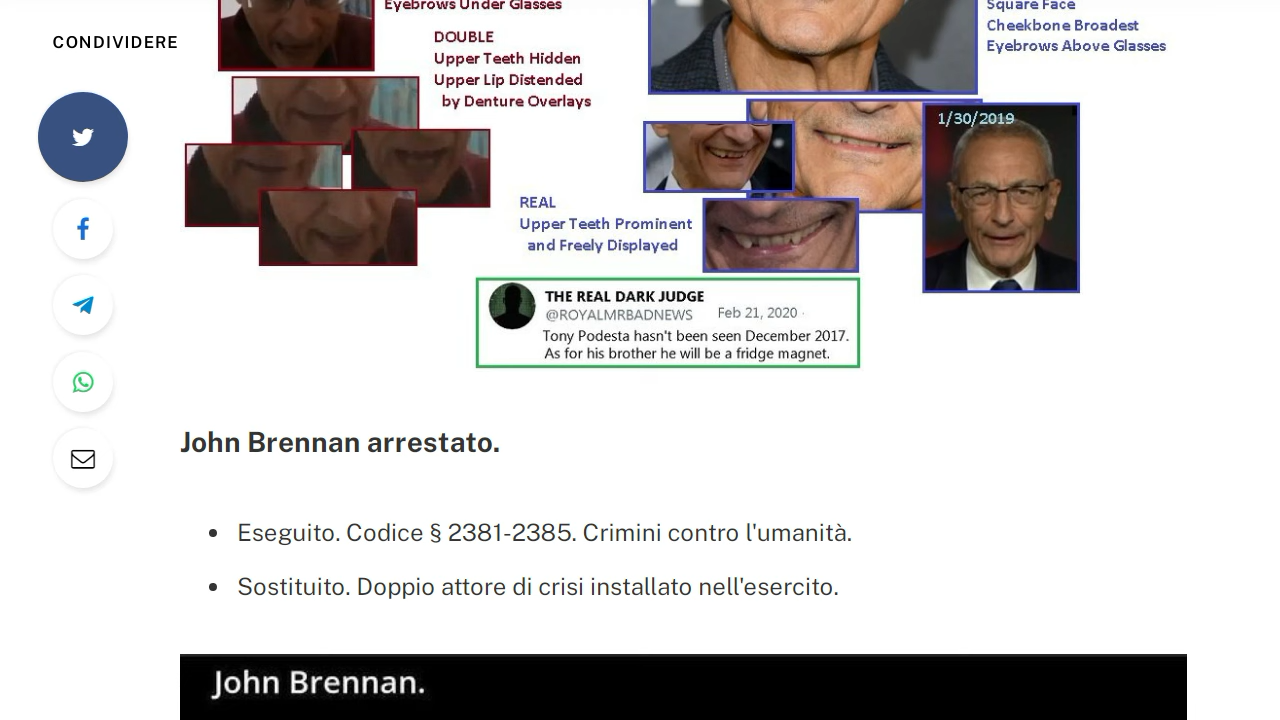 Eyebrows Under Glasses
Square Face
CONDIVIDERE
DOUBLE
Upper Teeth Hidden
Upper Lip Distended
by Denture Overlays
Cheekbone Broadest
Eyebrows Above Glasses
1/30/2019
REAL
Upper Teeth Prominent
and Freely Displayed
THE REAL DARK JUDGE
@ROYALMRBADNEWS Feb 21, 2020 ·
Tony Podesta hasn't been seen December 2017.
As for his brother he will be a fridge magnet.
John Brennan arrestato.
• Eseguito. Codice § 2381-2385. Crimini contro l'umanità.
• Sostituito. Doppio attore di crisi installato nell'esercito.
John Brennan.